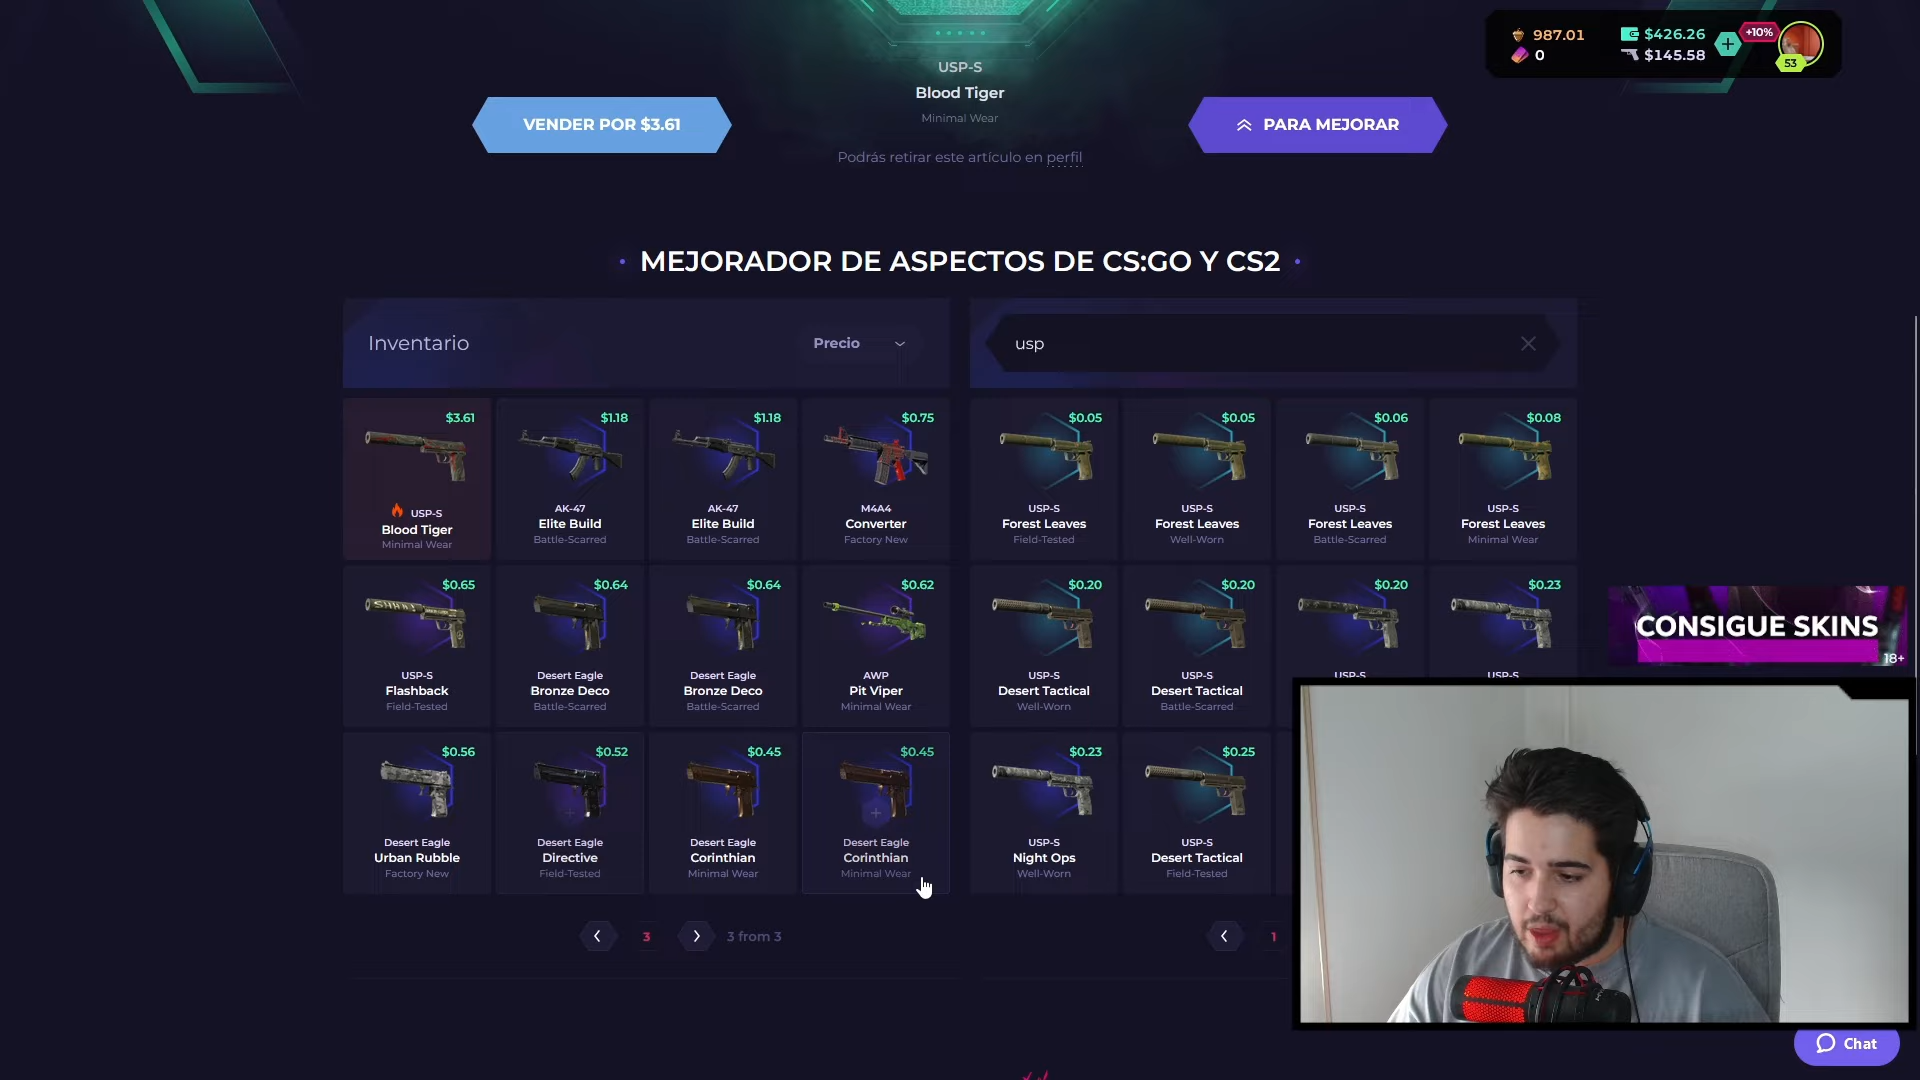 987.01
0
$426.26
$145.58
+10%
53
USP-S
Blood Tiger
Minimal Wear
VENDER POR $3.61
PARA MEJORAR
Podrás retirar este artículo en perfil
MEJORADOR DE ASPECTOS DE CS:GO Y CS2
Inventario
Precio
usp
$3.61
USP-S
Blood Tiger
Minimal Wear
$1.18
AK-47
Elite Build
Battle-Scarred
$1.18
AK-47
Elite Build
Battle-Scarred
$0.75
M4A4
Converter
Factory New
$0.65
USP-S
Flashback
Field-Tested
$0.64
Desert Eagle
Bronze Deco
Battle-Scarred
$0.64
Desert Eagle
Bronze Deco
Battle-Scarred
$0.62
AWP
Pit Viper
Minimal Wear
$0.56
Desert Eagle
Urban Rubble
Factory New
$0.52
Desert Eagle
Directive
Field-Tested
$0.45
Desert Eagle
Corinthian
Minimal Wear
$0.45
Desert Eagle
Corinthian
Minimal Wear
3
3 from 3
$0.05
USP-S
Forest Leaves
Field-Tested
$0.05
USP-S
Forest Leaves
Well-Worn
$0.06
USP-S
Forest Leaves
Battle-Scarred
$0.08
USP-S
Forest Leaves
Minimal Wear
$0.20
USP-S
Desert Tactical
Well-Worn
$0.20
USP-S
Desert Tactical
Battle-Scarred
$0.20
USP-S
$0.23
USP-S
$0.23
USP-S
Night Ops
Well-Worn
$0.25
USP-S
Desert Tactical
Field-Tested
1
CONSIGUE SKINS
18+
Chat